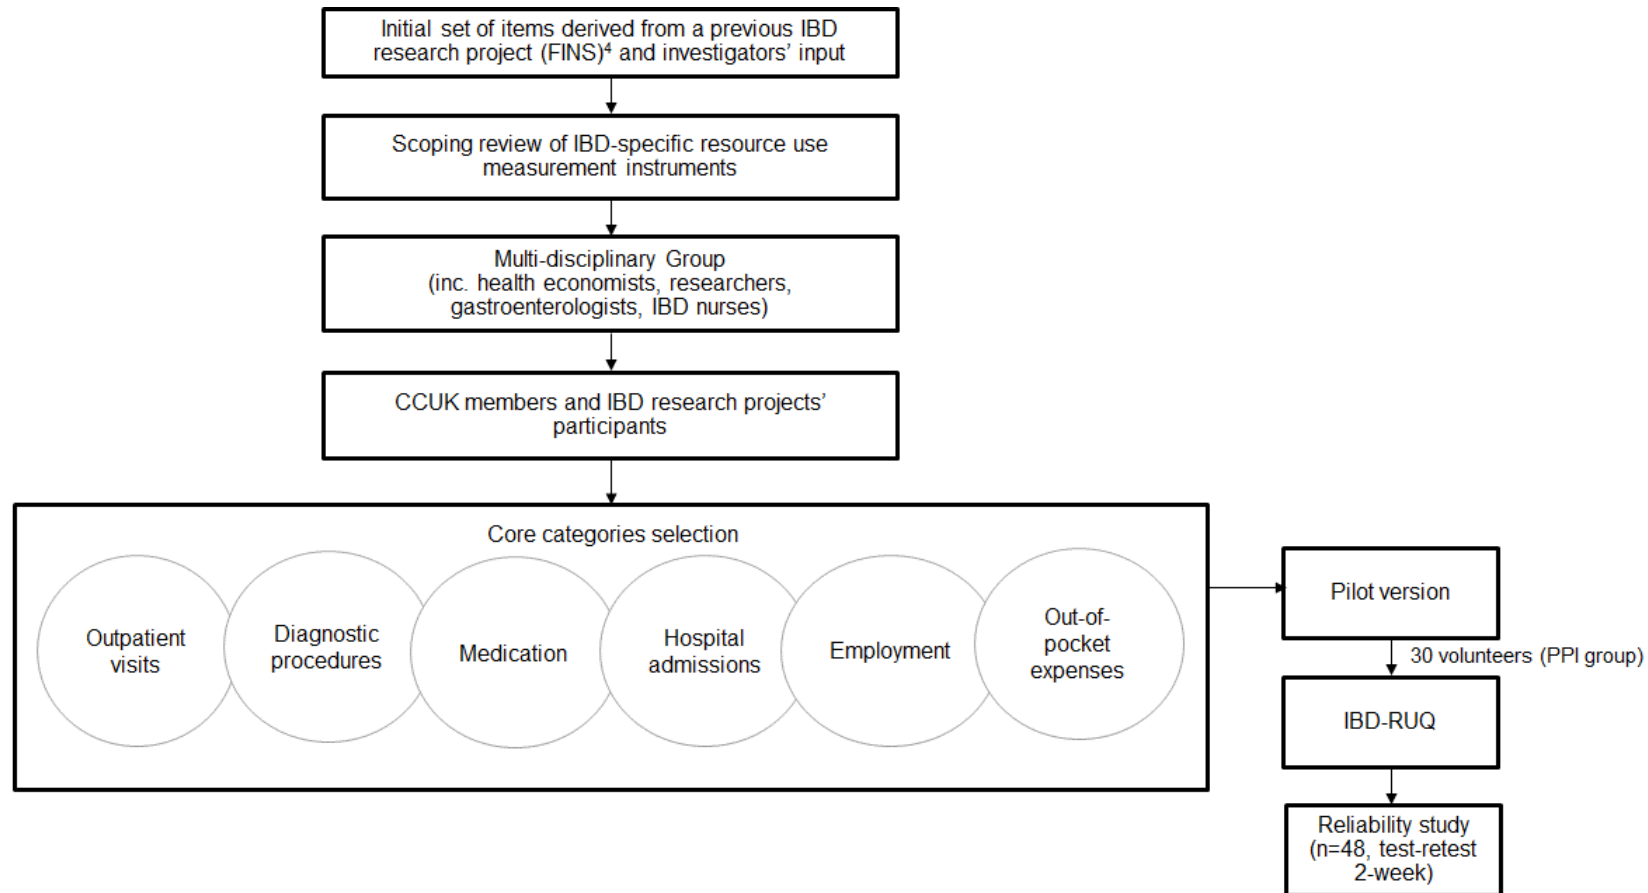 Initial set of items derived from a previous IBD
research project (FINS)⁴ and investigators’ input
Scoping review of IBD-specific resource use
measurement instruments
Multi-disciplinary Group
(inc. health economists, researchers,
gastroenterologists, IBD nurses)
CCUK members and IBD research projects’
participants
Core categories selection
Outpatient
visits
Diagnostic
procedures
Medication
Hospital
admissions
Employment
Out-of-
pocket
expenses
Pilot version
30 volunteers (PPI group)
IBD-RUQ
Reliability study
(n=48, test-retest
2-week)